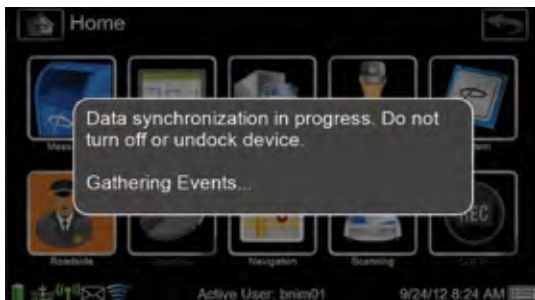 Home
Data synchronization in progress. Do not
turn off or undock device.
Gathering Events...
REC
Roadside
Navigation
Scanning
Active User: bnim01
9/24/12 8:24 AM